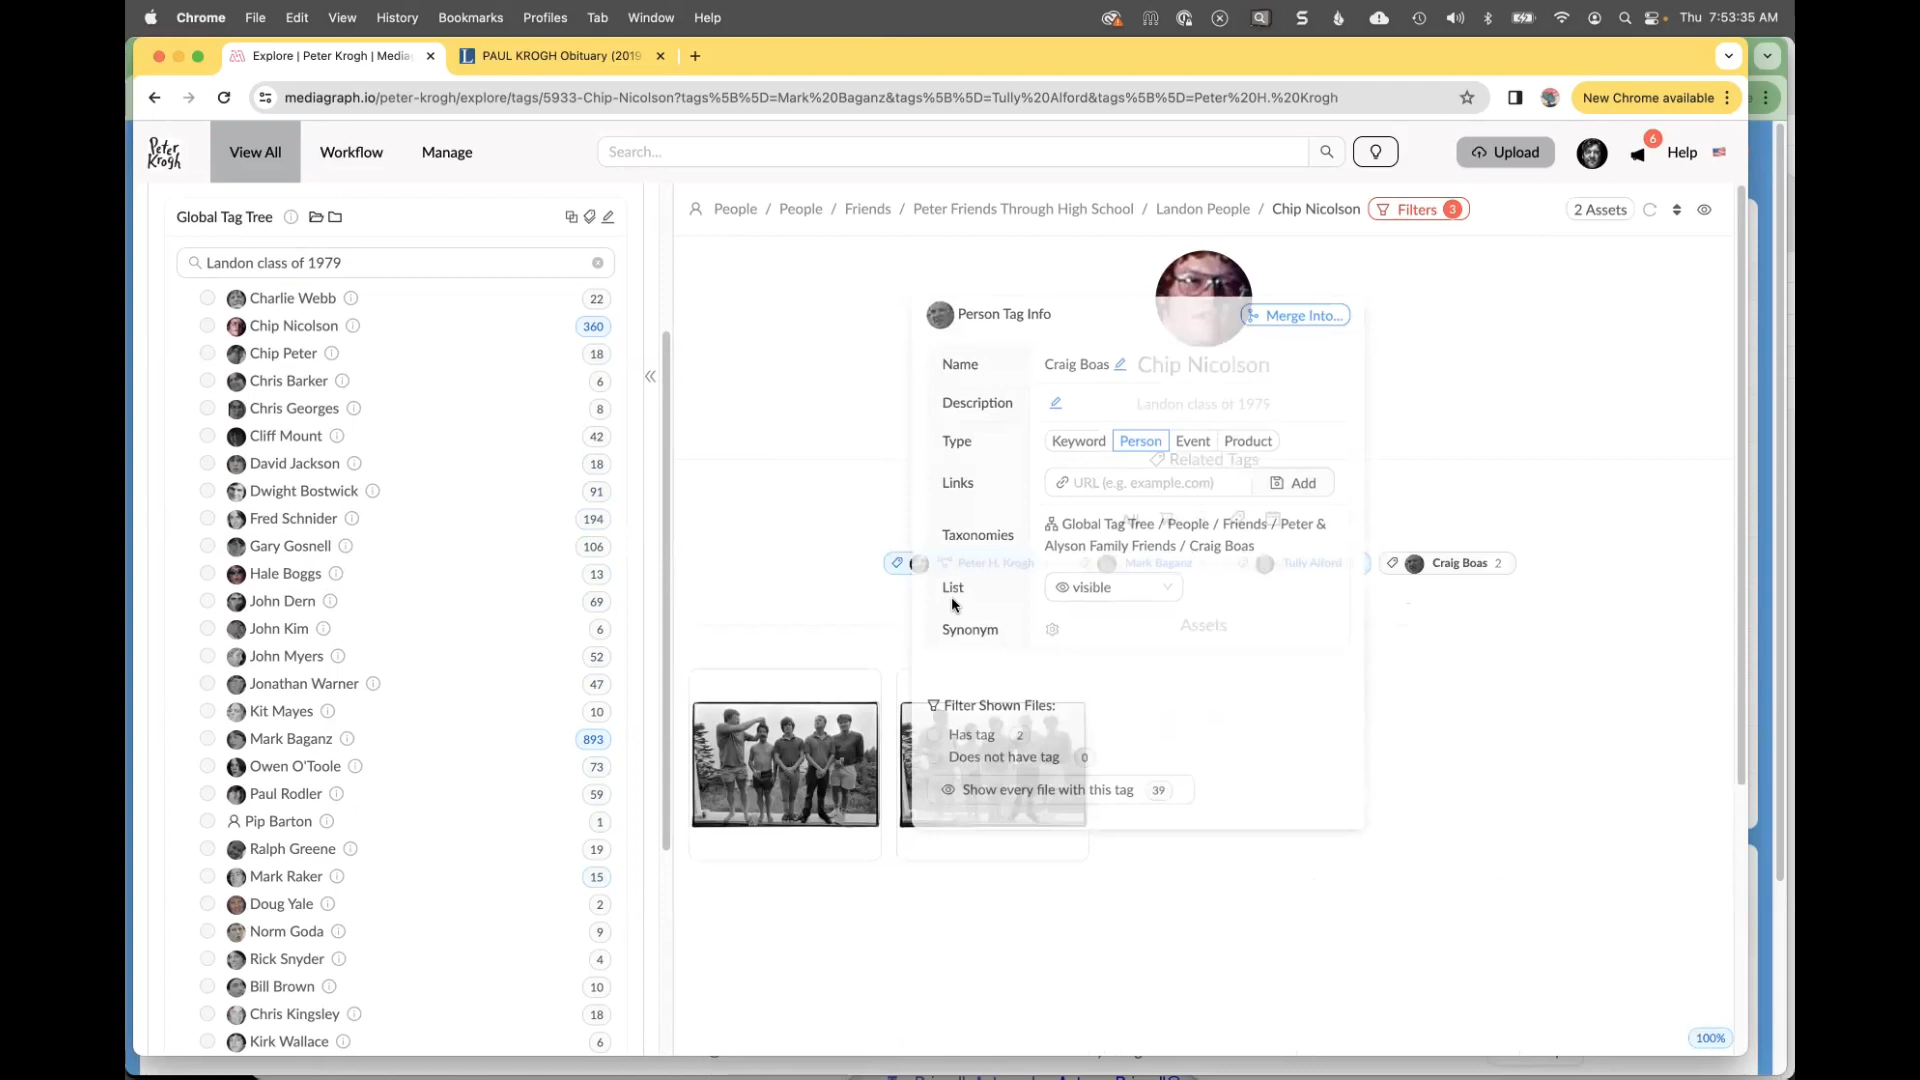 Chrome File Edit View History Bookmarks Profiles Tab Window Help Thu 7:53:35 AM
Explore | Peter Krogh | Media PAUL KROGH Obituary (2019
mediagraph.io/peter-krogh/explore/tags/5933-Chip-Nicolson?tags%5B%5D=Mark%20Baganz&tags%5B%5D=Tully%20Alford&tags%5B%5D=Peter%20H.%20Krogh New Chrome available
Peter Krogh View All Workflow Manage Search... Upload 6 Help
Global Tag Tree
Landon class of 1979
Charlie Webb 22
Chip Nicolson 360
Chip Peter 18
Chris Barker 6
Chris Georges 8
Cliff Mount 42
David Jackson 18
Dwight Bostwick 91
Fred Schnider 194
Gary Gosnell 106
Hale Boggs 13
John Dern 69
John Kim 6
John Myers 52
Jonathan Warner 47
Kit Mayes 10
Mark Baganz 893
Owen O'Toole 73
Paul Rodler 59
Pip Barton 1
Ralph Greene 19
Mark Raker 15
Doug Yale 2
Norm Goda 9
Rick Snyder 4
Bill Brown 10
Chris Kingsley 18
Kirk Wallace 6
People / People / Friends / Peter Friends Through High School / Landon People / Chip Nicolson Filters 3 2 Assets
Person Tag Info Merge Into...
Name Craig Boas Chip Nicolson
Description Landon class of 1979
Type Keyword Person Event Product
Related Tags
Links URL (e.g. example.com) Add
Taxonomies Global Tag Tree / People / Friends / Peter &
Alyson Family Friends / Craig Boas
All
Peter H. Krogh Mark Baganz Tully Alford Craig Boas 2
List visible
Synonym Assets
Filter Shown Files:
Has tag 2
Does not have tag 0
Show every file with this tag 39
100%